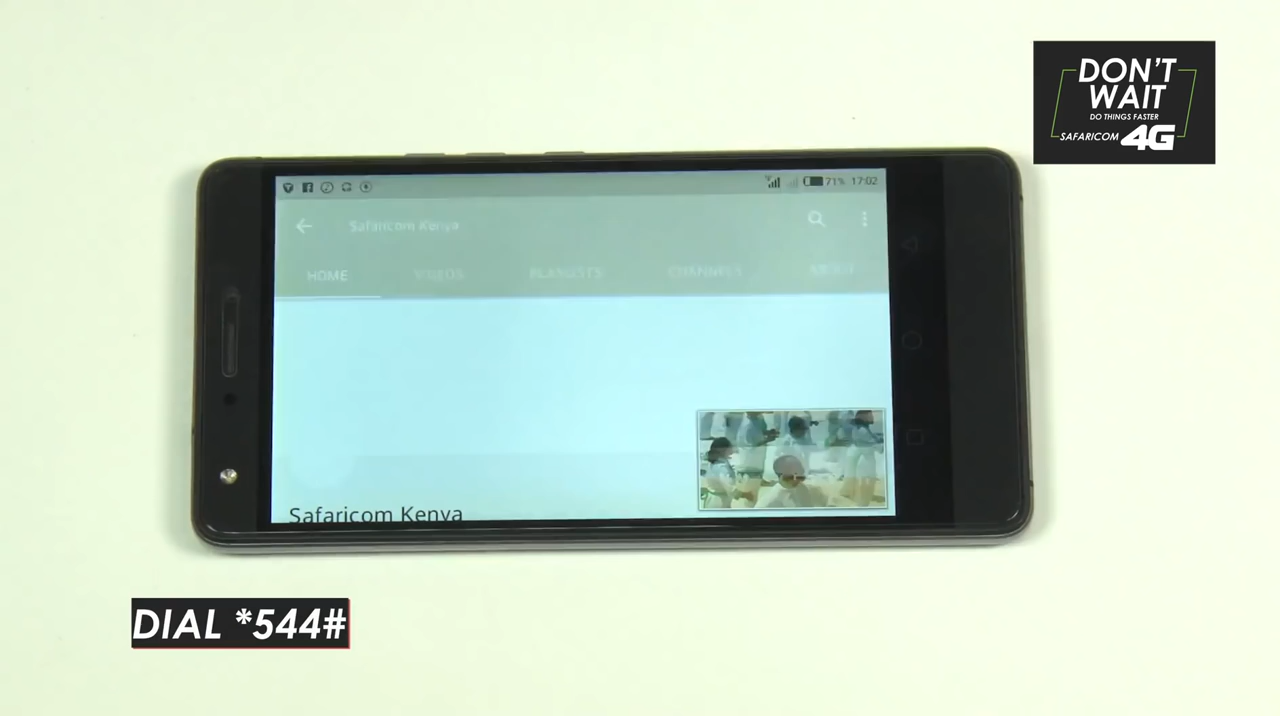 DON'T
WAIT
DO THINGS FASTER
SAFARICOM 4G
71% 17:02
Safaricom Kenya
HOME VIDEOS PLAYLISTS CHANNELS ABOUT
Safaricom Kenya
DIAL *544#